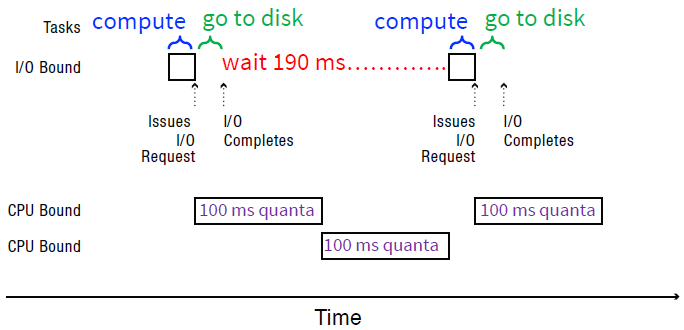 Tasks
compute go to disk compute go to disk
I/O Bound wait 190 ms.............
Issues I/O Issues I/O
I/O Completes I/O Completes
Request Request
CPU Bound 100 ms quanta 100 ms quanta
CPU Bound 100 ms quanta
Time